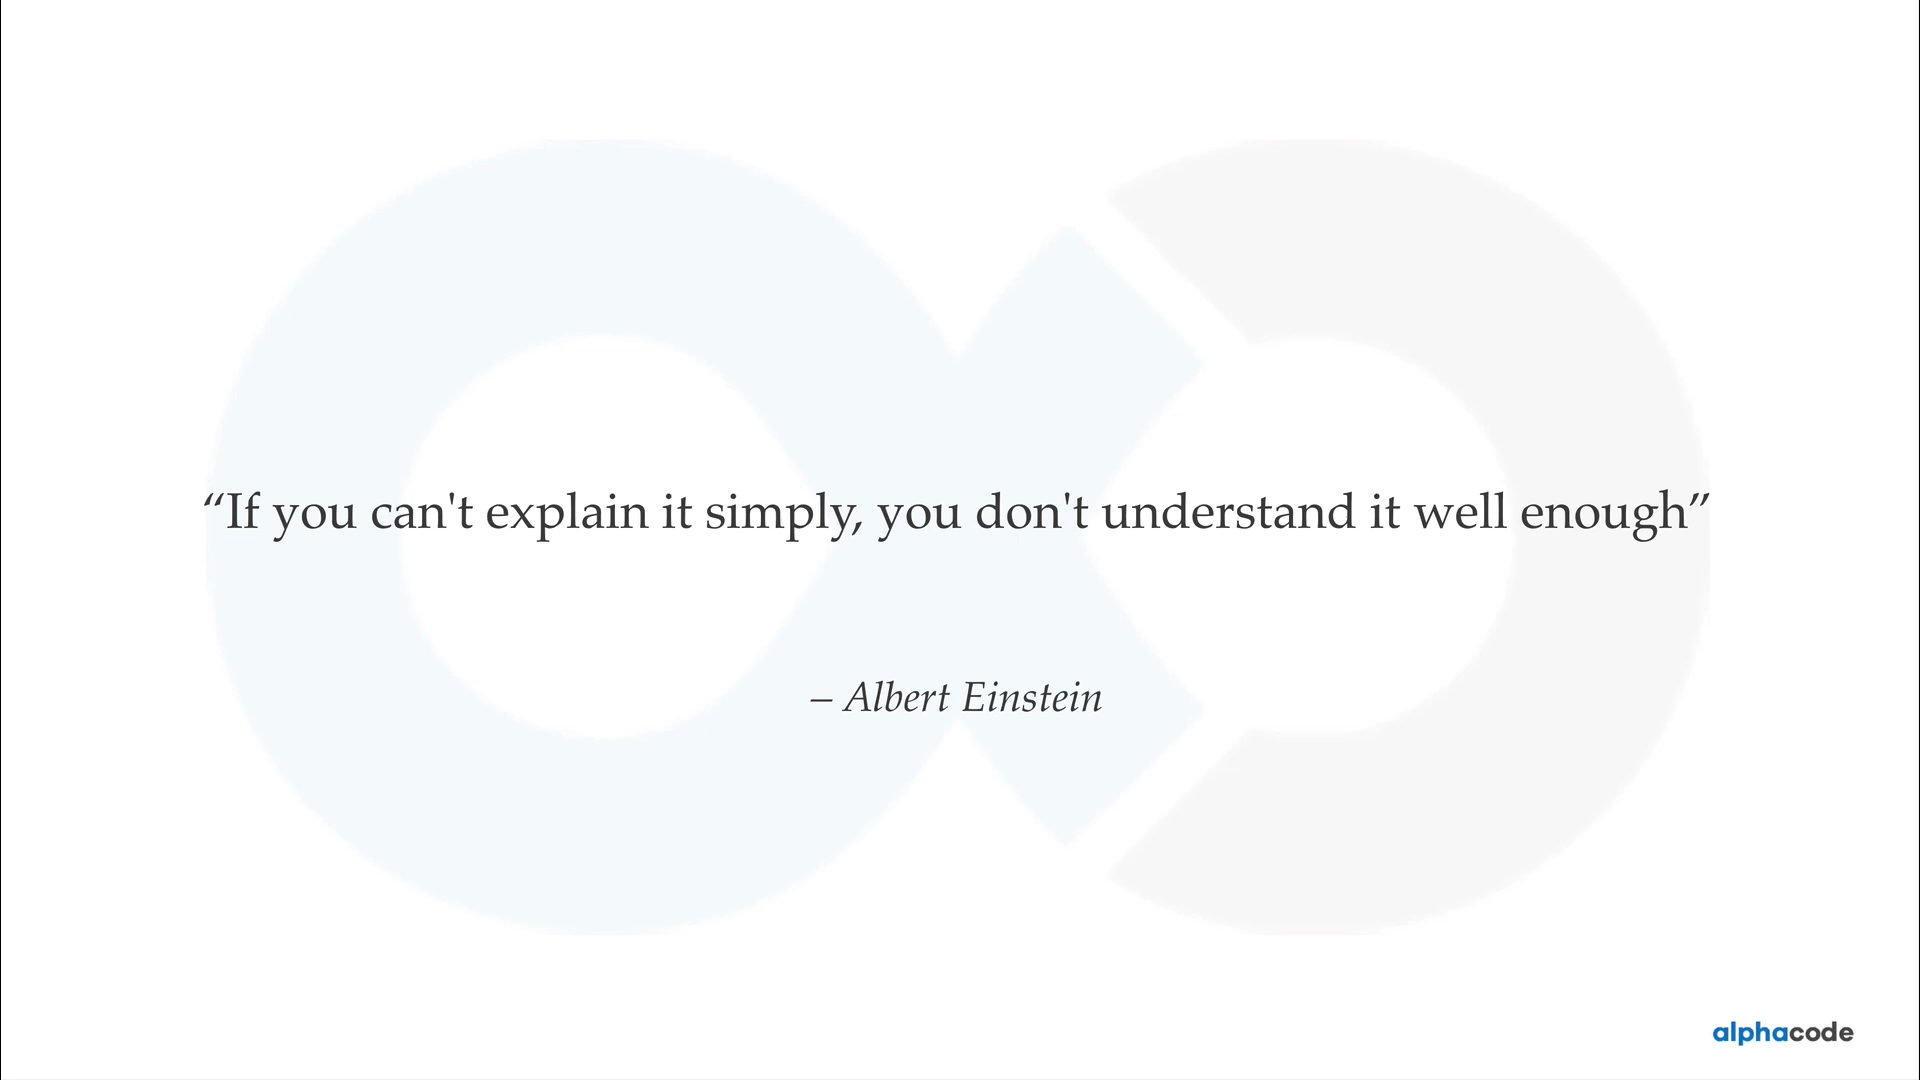 “If you can't explain it simply, you don't understand it well enough”
– Albert Einstein
alphacode